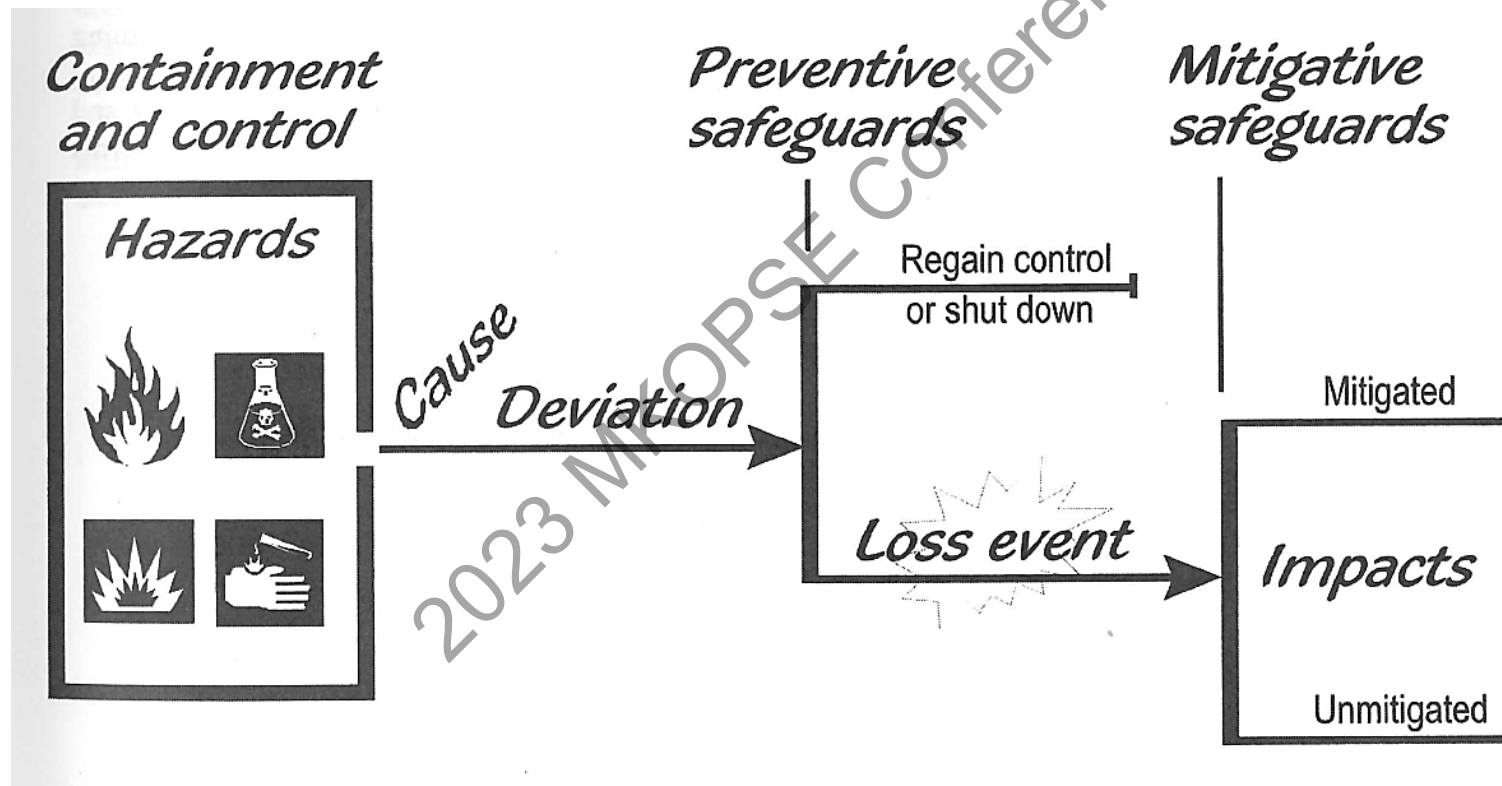 Containment
and control
Preventive
safeguards
Mitigative
safeguards
Hazards
Cause
Deviation
Regain control
or shut down
Loss event
Mitigated
Impacts
Unmitigated
2023 MKOPSE